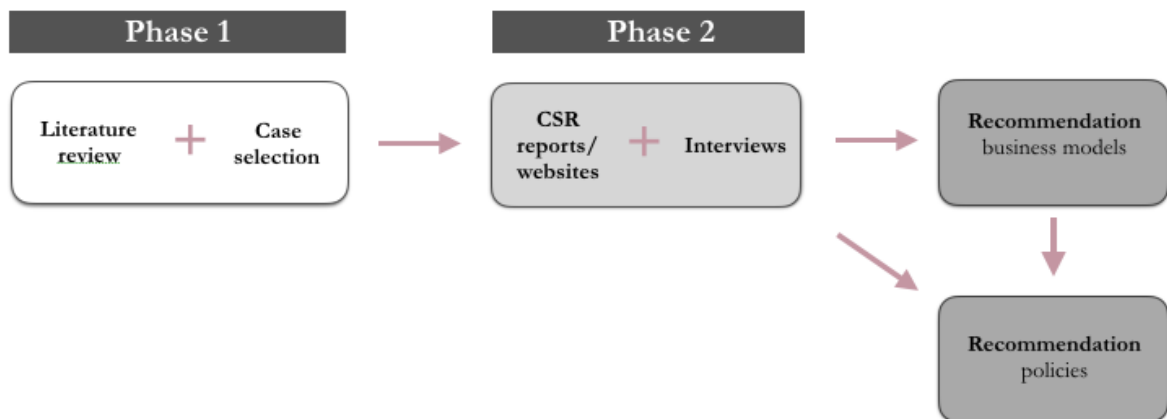 Phase 1
Phase 2
Literature
review
+
Case
selection
CSR
reports/
websites
+
Interviews
Recommendation
business models
Recommendation
policies